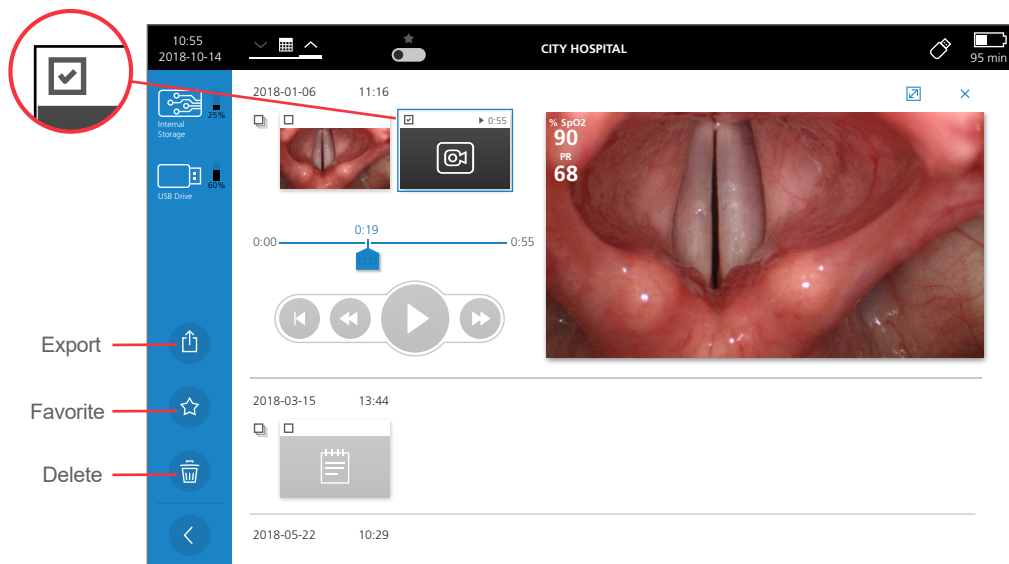 10:55
2018-10-14
CITY HOSPITAL
95 min
Internal
Storage
25%
USB Drive
60%
2018-01-06 11:16
0:55
% SpO2
90
PR
68
0:19
0:00
0:55
Export
Favorite
Delete
2018-03-15 13:44
2018-05-22 10:29